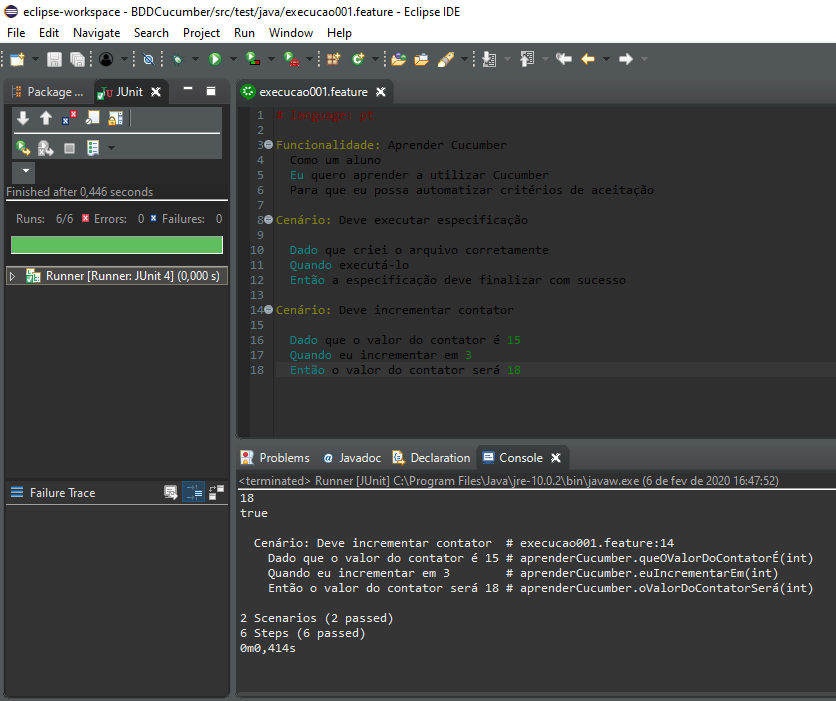 eclipse-workspace - BDDCucumber/src/test/java/execucao001.feature - Eclipse IDE
File Edit Navigate Search Project Run Window Help
Package ... JUnit
Finished after 0,446 seconds
Runs: 6/6 Errors: 0 Failures: 0
Runner [Runner: JUnit 4] (0,000 s)
Failure Trace
execucao001.feature
1 # language: pt
2
3 Funcionalidade: Aprender Cucumber
4 Como um aluno
5 Eu quero aprender a utilizar Cucumber
6 Para que eu possa automatizar critérios de aceitação
7
8 Cenário: Deve executar especificação
9
10 Dado que criei o arquivo corretamente
11 Quando executá-lo
12 Então a especificação deve finalizar com sucesso
13
14 Cenário: Deve incrementar contator
15
16 Dado que o valor do contator é 15
17 Quando eu incrementar em 3
18 Então o valor do contator será 18
Problems Javadoc Declaration Console
<terminated> Runner [JUnit] C:\Program Files\Java\jre-10.0.2\bin\javaw.exe (6 de fev de 2020 16:47:52)
18
true
Cenário: Deve incrementar contator # execucao001.feature:14
Dado que o valor do contator é 15 # aprenderCucumber.queOValorDoContatorÉ(int)
Quando eu incrementar em 3 # aprenderCucumber.euIncrementarEm(int)
Então o valor do contator será 18 # aprenderCucumber.oValorDoContatorSerá(int)
2 Scenarios (2 passed)
6 Steps (6 passed)
0m0,414s